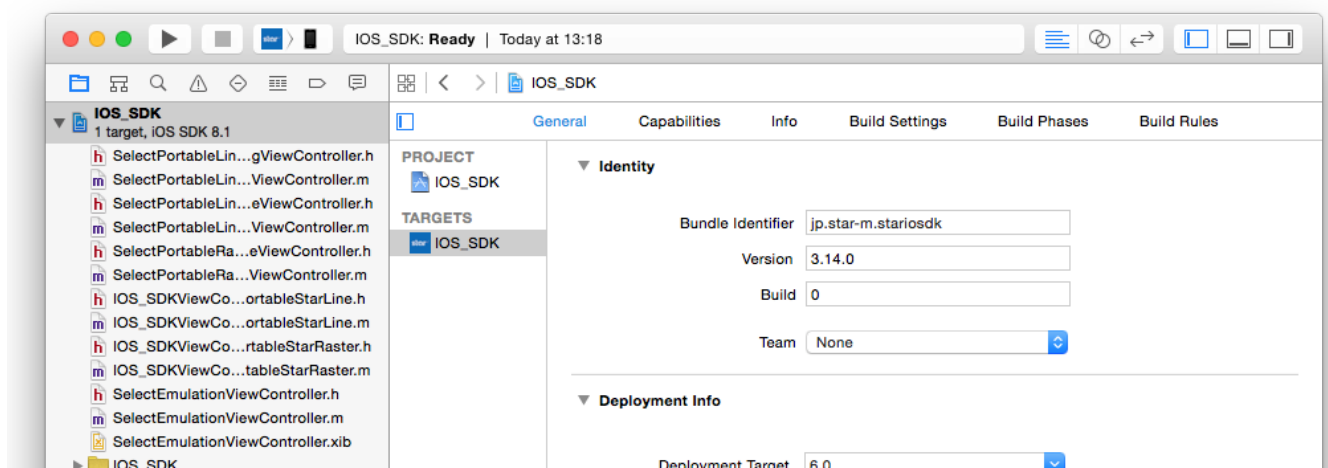 IOS_SDK: Ready | Today at 13:18
IOS_SDK
IOS_SDK
1 target, iOS SDK 8.1
General Capabilities Info Build Settings Build Phases Build Rules
h SelectPortableLin...gViewController.h
m SelectPortableLin...ViewController.m
h SelectPortableLin...eViewController.h
m SelectPortableLin...ViewController.m
h SelectPortableRa...eViewController.h
m SelectPortableRa...ViewController.m
h IOS_SDKViewCo...ortableStarLine.h
m IOS_SDKViewCo...ortableStarLine.m
h IOS_SDKViewCo...rtableStarRaster.h
m IOS_SDKViewCo...tableStarRaster.m
h SelectEmulationViewController.h
m SelectEmulationViewController.m
SelectEmulationViewController.xib
IOS_SDK
PROJECT
IOS_SDK
TARGETS
star IOS_SDK
Identity
Bundle Identifier jp.star-m.stariosdk
Version 3.14.0
Build 0
Team None
Deployment Info
Deployment Target 6.0